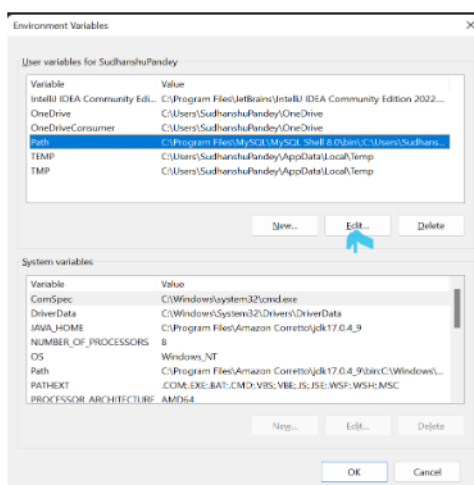 Environment Variables
User variables for SudhanshuPandey
Variable Value
IntelliJ IDEA Community Edi... C:\Program Files\JetBrains\IntelliJ IDEA Community Edition 2022....
OneDrive C:\Users\SudhanshuPandey\OneDrive
OneDriveConsumer C:\Users\SudhanshuPandey\OneDrive
Path C:\Program Files\MySQL\MySQL Shell 8.0\bin\;C:\Users\Sudhans...
TEMP C:\Users\SudhanshuPandey\AppData\Local\Temp
TMP C:\Users\SudhanshuPandey\AppData\Local\Temp
New... Edit... Delete
System variables
Variable Value
ComSpec C:\Windows\system32\cmd.exe
DriverData C:\Windows\System32\Drivers\DriverData
JAVA_HOME C:\Program Files\Amazon Corretto\jdk17.0.4_9
NUMBER_OF_PROCESSORS 8
OS Windows_NT
Path C:\Program Files\Amazon Corretto\jdk17.0.4_9\bin;C:\Windows\...
PATHEXT .COM;.EXE;.BAT;.CMD;.VBS;.VBE;.JS;.JSE;.WSF;.WSH;.MSC
PROCESSOR_ARCHITECTURE AMD64
New... Edit... Delete
OK Cancel